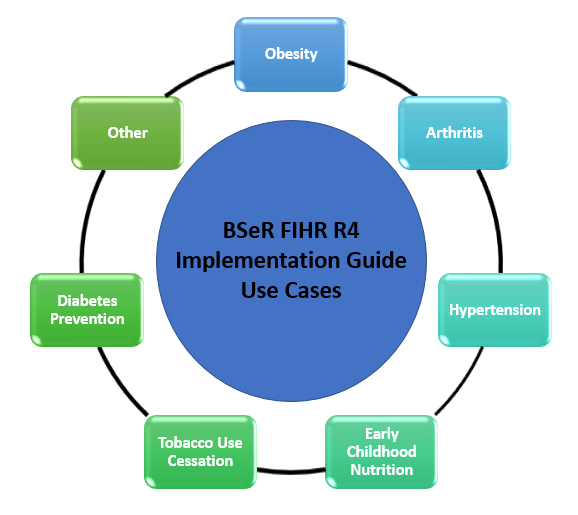 Obesity
Other
Arthritis
BSeR FIHR R4
Implementation Guide
Use Cases
Diabetes
Prevention
Hypertension
Tobacco Use
Cessation
Early
Childhood
Nutrition